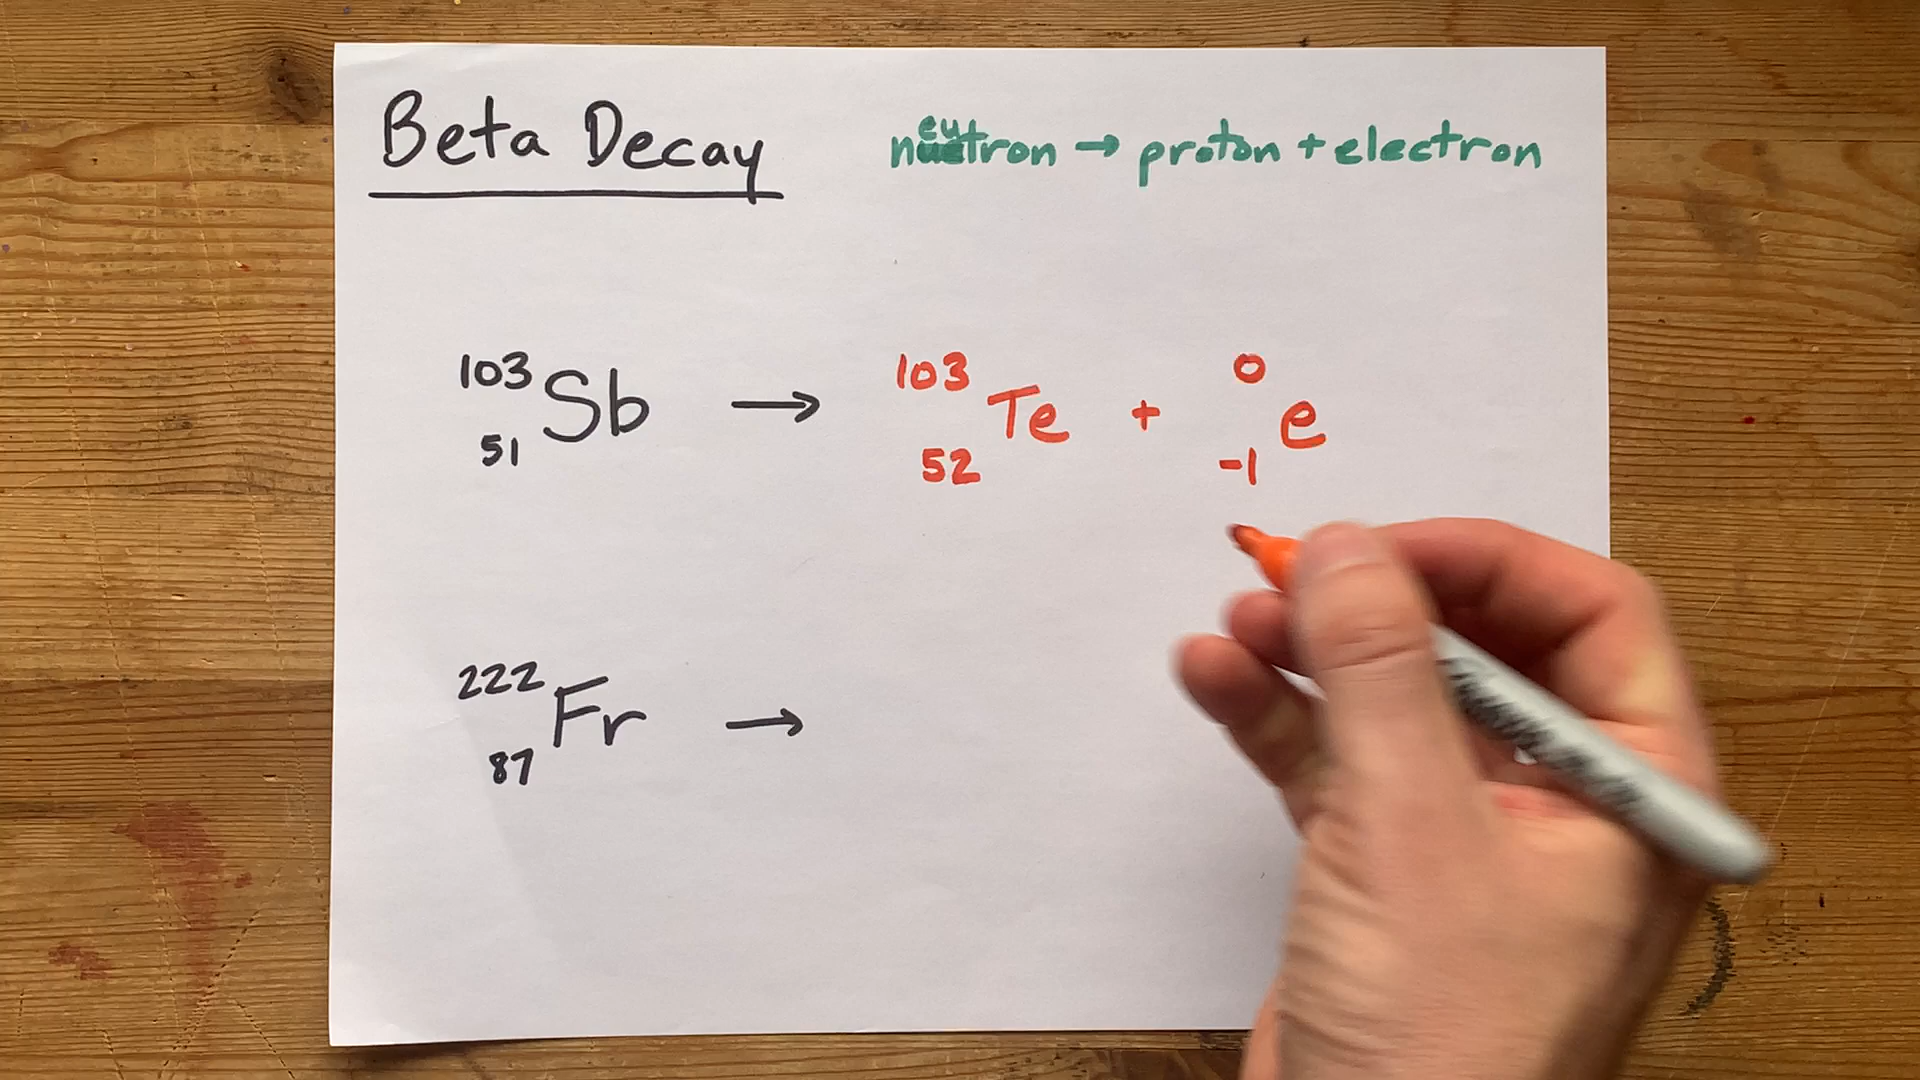 Beta Decay
neutron → proton + electron
103 51 Sb → 103 52 Te + 0 -1 e
222 87 Fr →